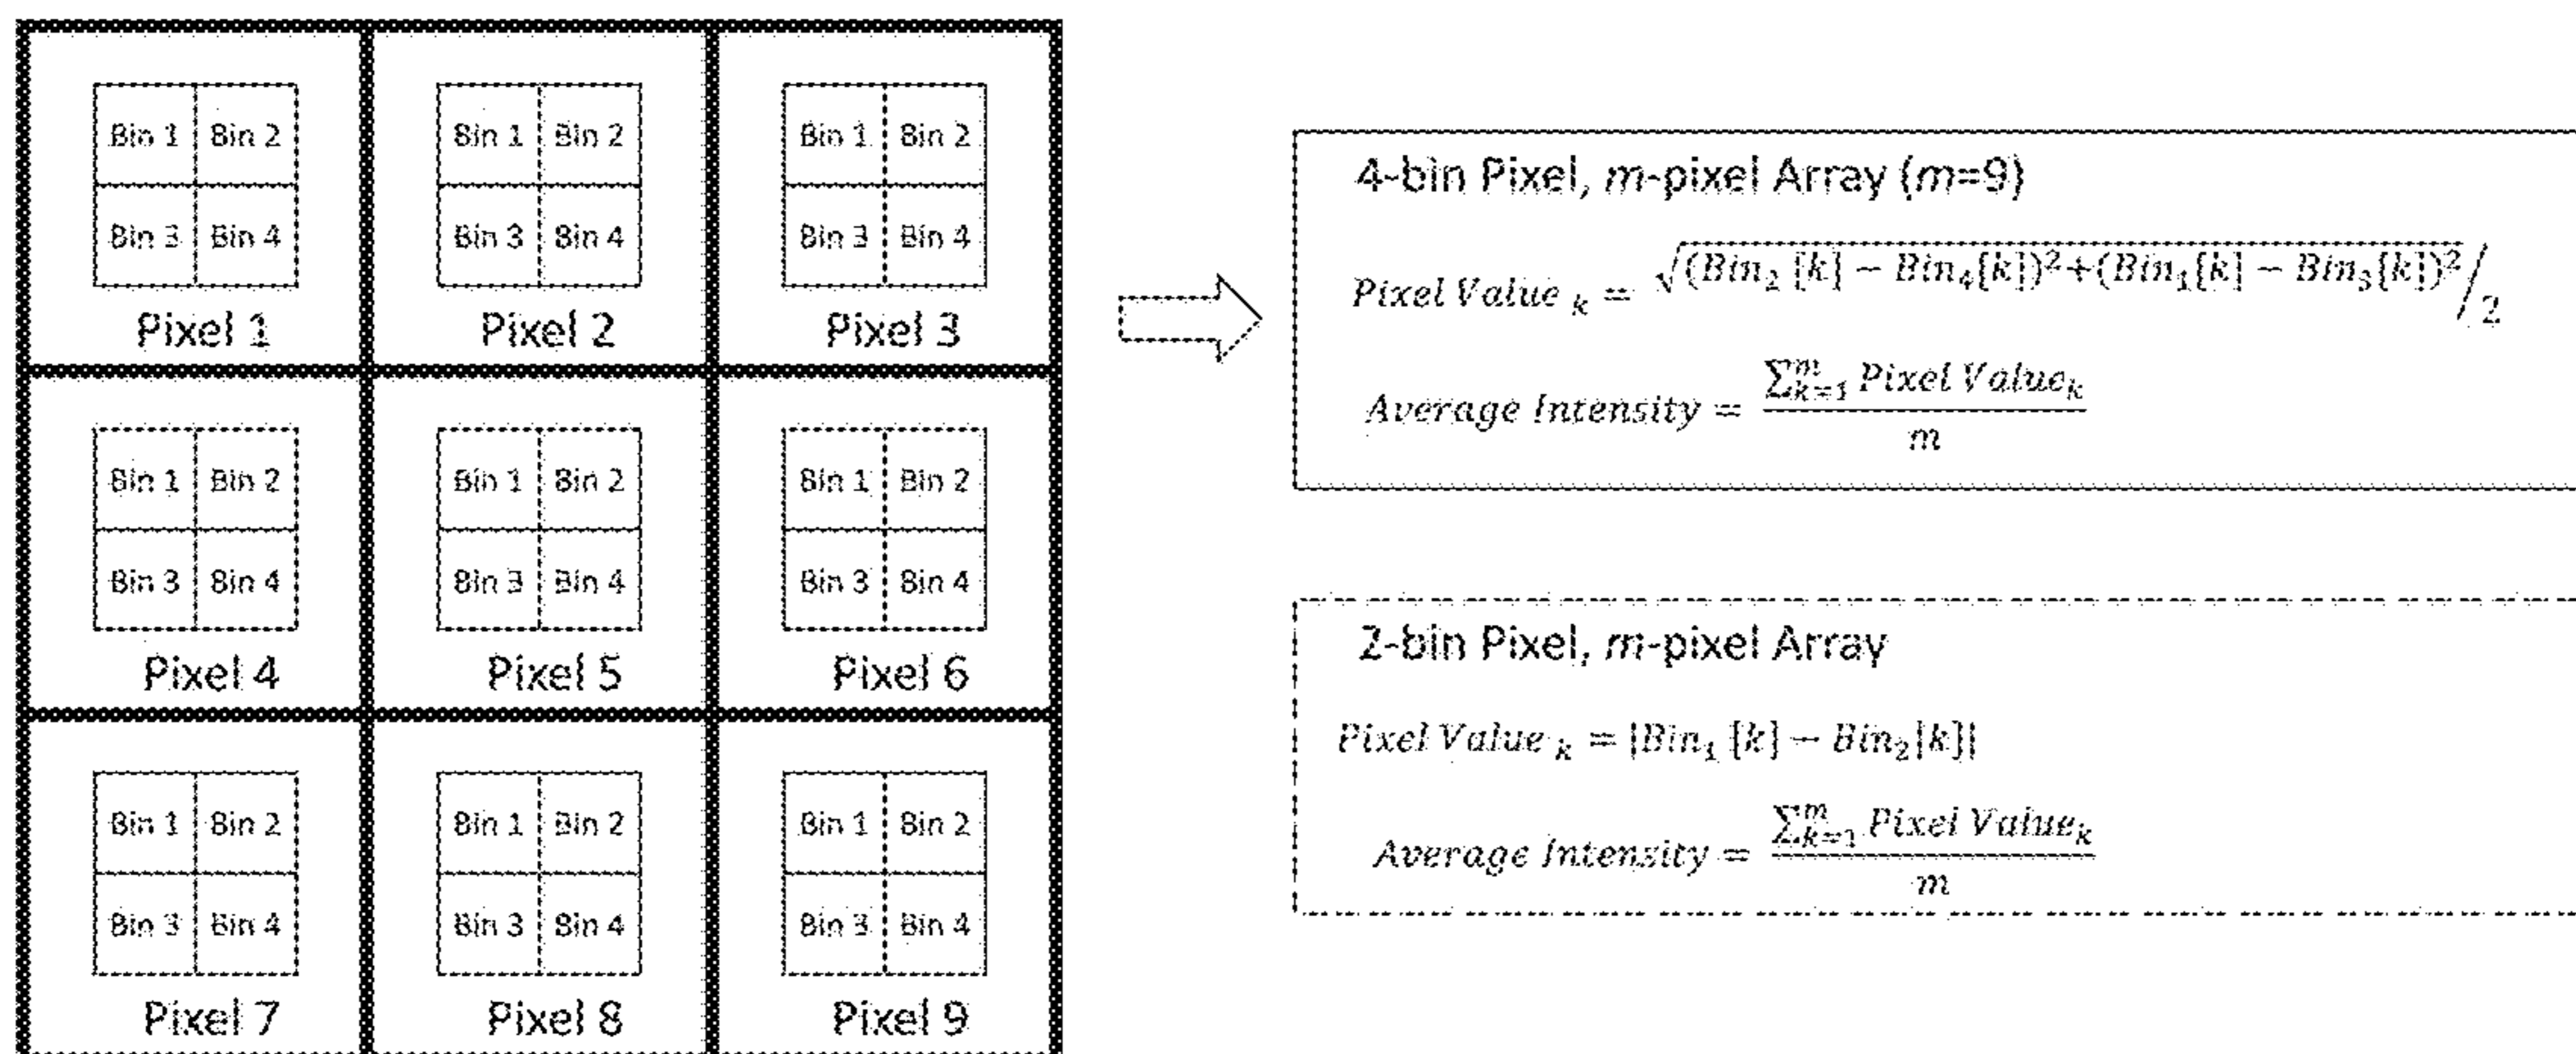 Bin 1 Bin 2 Bin 1 Bin 2 Bin 1 Bin 2
Bin 3 Bin 4 Bin 3 Bin 4 Bin 3 Bin 4
Pixel 1 Pixel 2 Pixel 3
Bin 1 Bin 2 Bin 1 Bin 2 Bin 1 Bin 2
Bin 3 Bin 4 Bin 3 Bin 4 Bin 3 Bin 4
Pixel 4 Pixel 5 Pixel 6
Bin 1 Bin 2 Bin 1 Bin 2 Bin 1 Bin 2
Bin 3 Bin 4 Bin 3 Bin 4 Bin 3 Bin 4
Pixel 7 Pixel 8 Pixel 9
4-bin Pixel, m-pixel Array (m=9)
Pixel Value_k = √((Bin₂ [k] − Bin₄[k])²+(Bin₁[k] − Bin₃[k])²)/2
Average Intensity = ∑_{k=1}^{m} Pixel Value_k / m
2-bin Pixel, m-pixel Array
Pixel Value_k = |Bin₁ [k] − Bin₂[k]|
Average Intensity = ∑_{k=1}^{m} Pixel Value_k / m